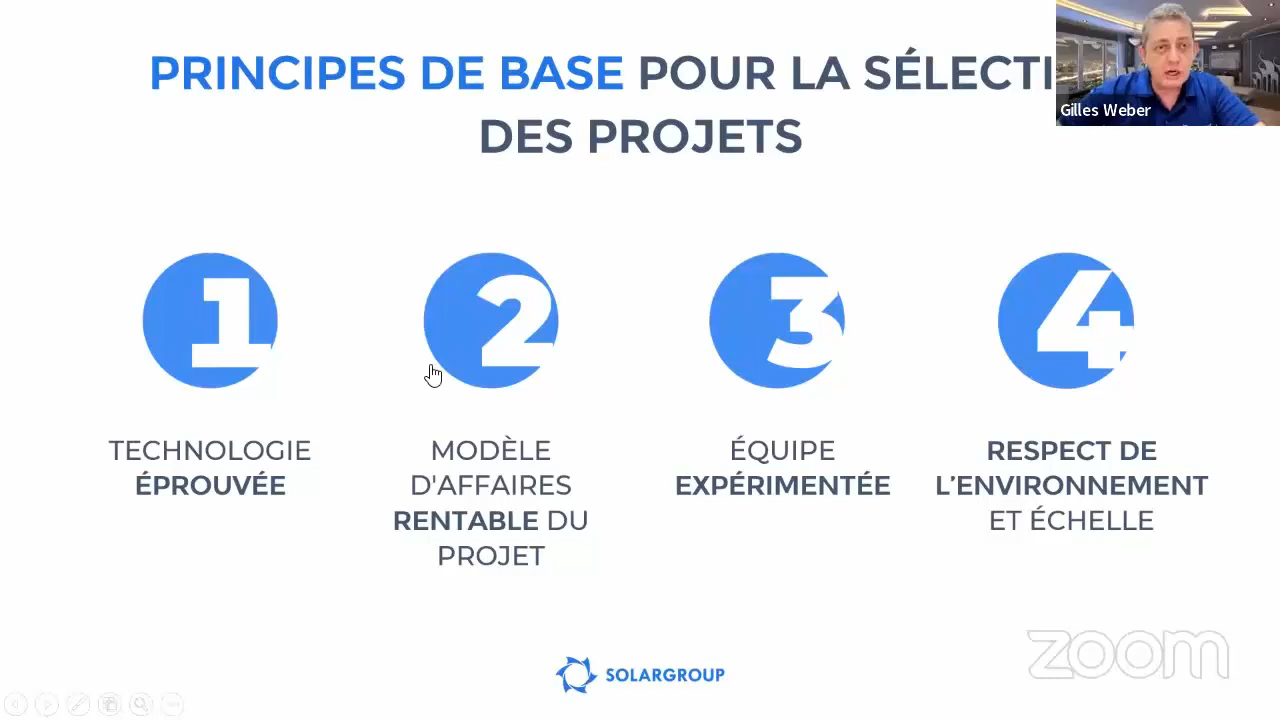 PRINCIPES DE BASE POUR LA SÉLECTI
DES PROJETS
Gilles Weber
1
2
3
4
TECHNOLOGIE
ÉPROUVÉE
MODÈLE
D'AFFAIRES
RENTABLE DU
PROJET
ÉQUIPE
EXPÉRIMENTÉE
RESPECT DE
L’ENVIRONNEMENT
ET ÉCHELLE
SOLARGROUP
zoom